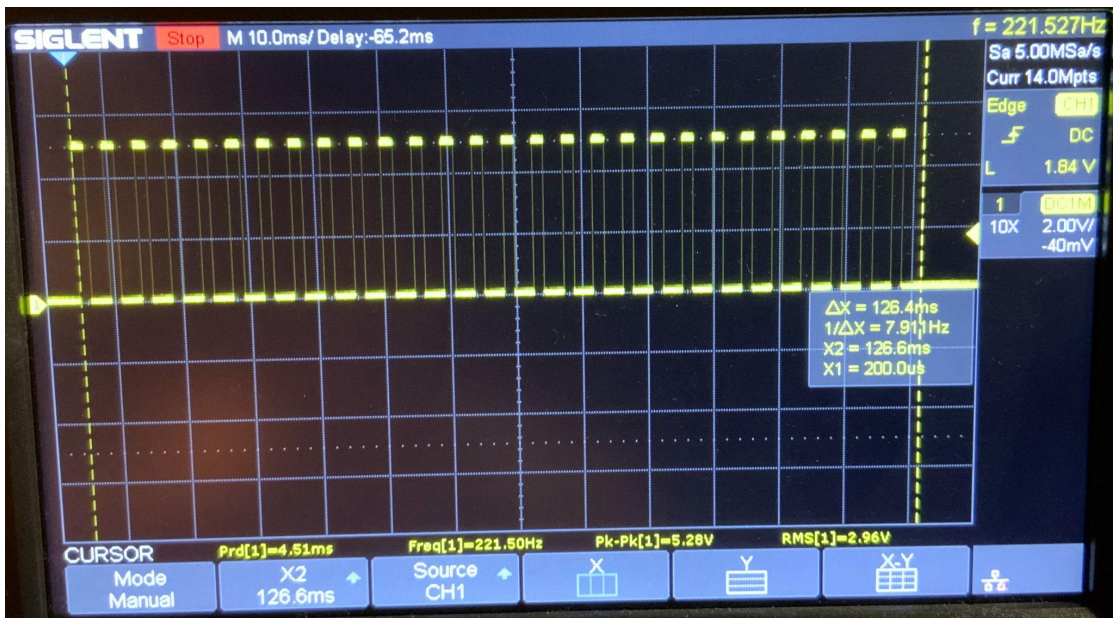 SIGLENT Stop M 10.0ms/ Delay:-65.2ms f = 221.527Hz
Sa 5.00MSa/s
Curr 14.0Mpts
Edge CH1
DC
L 1.84 V
1 DC1M
10X 2.00V/
-40mV
1
ΔX = 126.4ms
1/ΔX = 7.911Hz
X2 = 126.6ms
X1 = 200.0us
CURSOR Prd[1]=4.51ms Freq[1]=221.50Hz Pk-Pk[1]=5.28V RMS[1]=2.96V
Mode
Manual
X2
126.6ms
Source
CH1
X
Y
X-Y